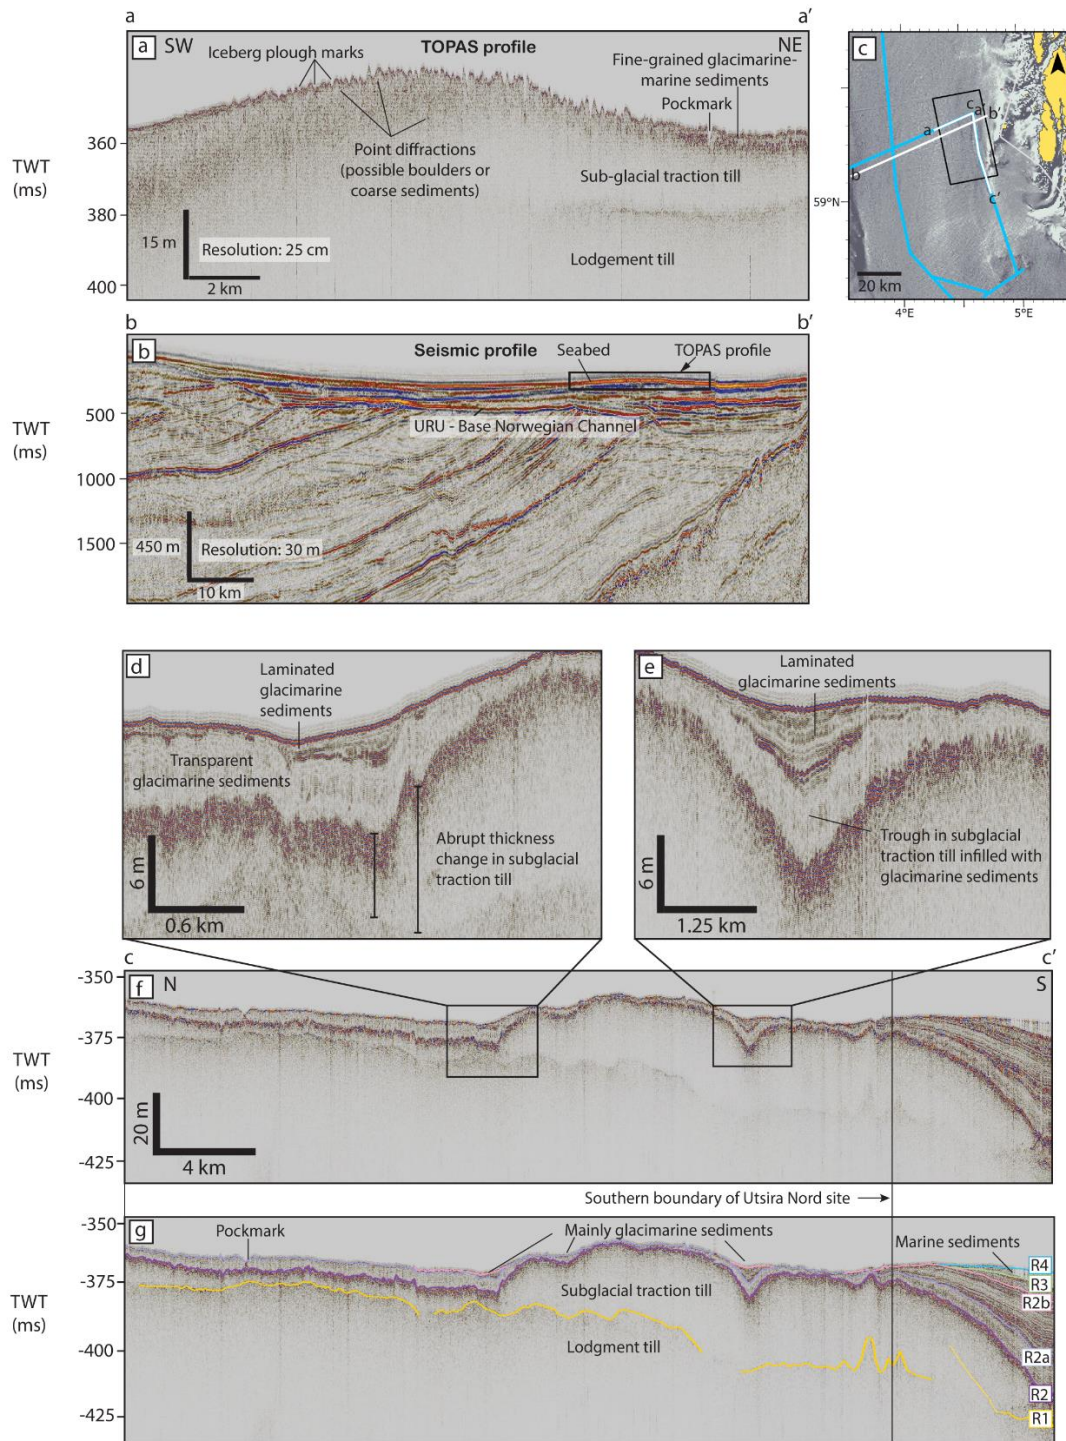 a
a′
a SW
TOPAS profile
NE
Iceberg plough marks
Fine-grained glacimarine-
marine sediments
Pockmark
Point diffractions
(possible boulders or
coarse sediments)
Sub-glacial traction till
Lodgement till
TWT
(ms)
360
380
400
15 m
Resolution: 25 cm
2 km
c
c
a′
b′
a
b
c′
59°N
20 km
4°E
5°E
b
b′
b
Seismic profile
Seabed
TOPAS profile
URU - Base Norwegian Channel
TWT
(ms)
500
1000
1500
450 m
Resolution: 30 m
10 km
d
Laminated
glacimarine
sediments
Transparent
glacimarine sediments
Abrupt thickness
change in subglacial
traction till
6 m
0.6 km
e
Laminated
glacimarine sediments
Trough in subglacial
traction till infilled with
glacimarine sediments
6 m
1.25 km
c
c′
f
N
S
TWT
(ms)
-350
-375
-400
-425
20 m
4 km
Southern boundary of Utsira Nord site
g
Pockmark
Mainly glacimarine sediments
Marine sediments
Subglacial traction till
Lodgment till
TWT
(ms)
-350
-375
-400
-425
R4
R3
R2b
R2a
R2
R1